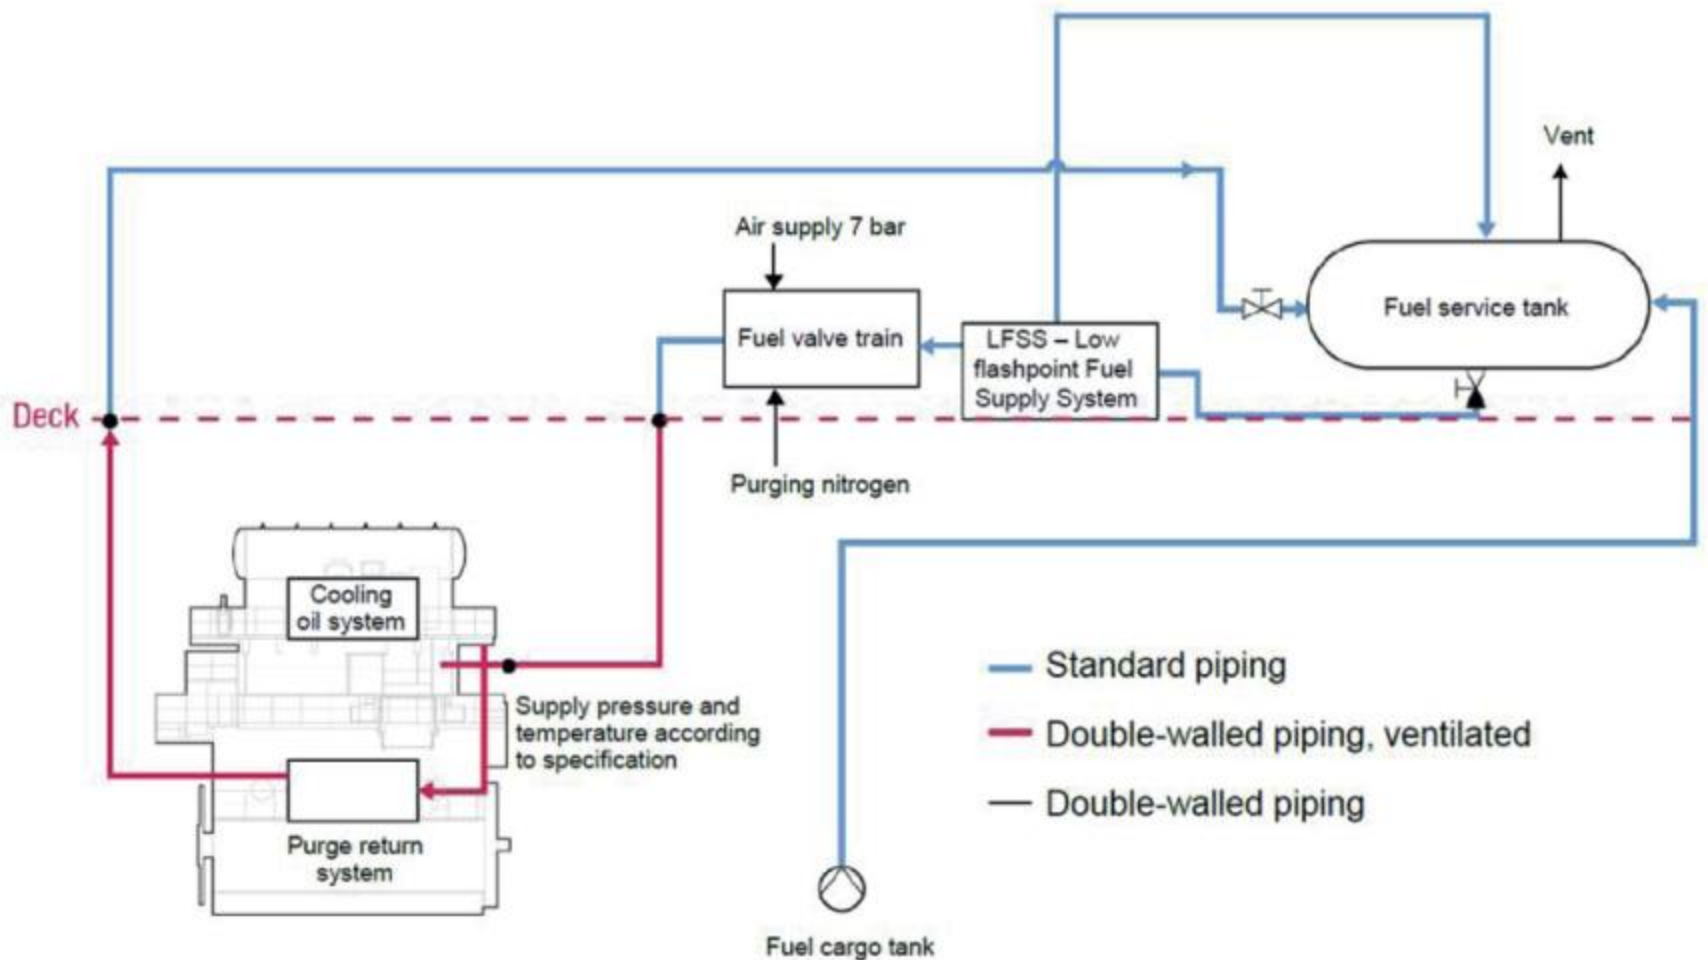 Vent
Air supply 7 bar
Fuel valve train
LFSS – Low
flashpoint Fuel
Supply System
Fuel service tank
Deck
Purging nitrogen
Cooling
oil system
Supply pressure and
temperature according
to specification
Purge return
system
Standard piping
Double-walled piping, ventilated
Double-walled piping
Fuel cargo tank